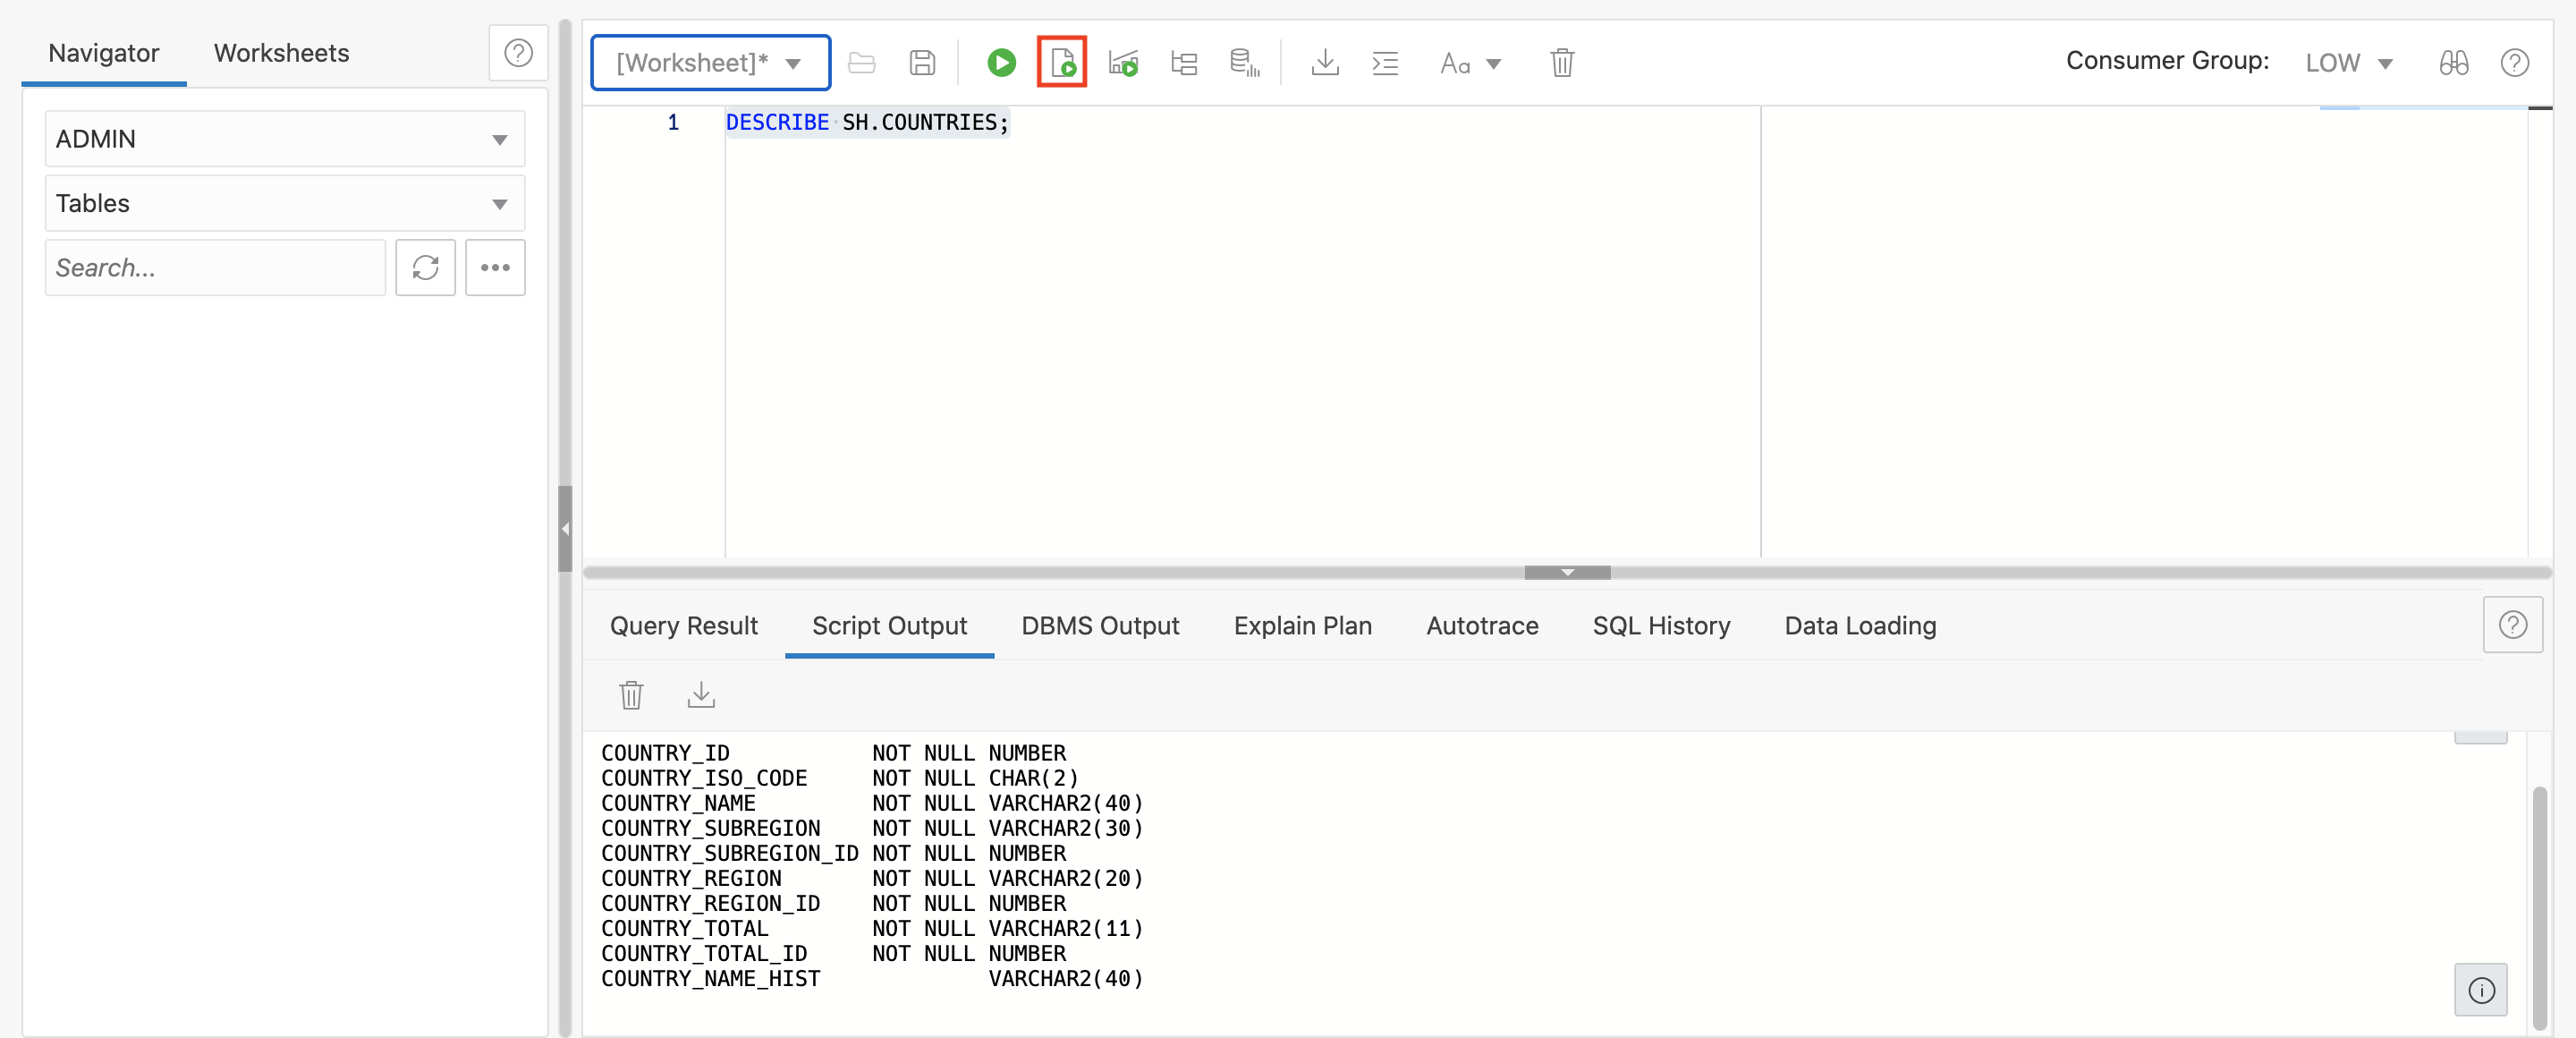 Navigator Worksheets
ADMIN
Tables
Search...
[Worksheet]* Aa Consumer Group: LOW
1 DESCRIBE SH.COUNTRIES;
Query Result Script Output DBMS Output Explain Plan Autotrace SQL History Data Loading
COUNTRY_ID NOT NULL NUMBER
COUNTRY_ISO_CODE NOT NULL CHAR(2)
COUNTRY_NAME NOT NULL VARCHAR2(40)
COUNTRY_SUBREGION NOT NULL VARCHAR2(30)
COUNTRY_SUBREGION_ID NOT NULL NUMBER
COUNTRY_REGION NOT NULL VARCHAR2(20)
COUNTRY_REGION_ID NOT NULL NUMBER
COUNTRY_TOTAL NOT NULL VARCHAR2(11)
COUNTRY_TOTAL_ID NOT NULL NUMBER
COUNTRY_NAME_HIST VARCHAR2(40)